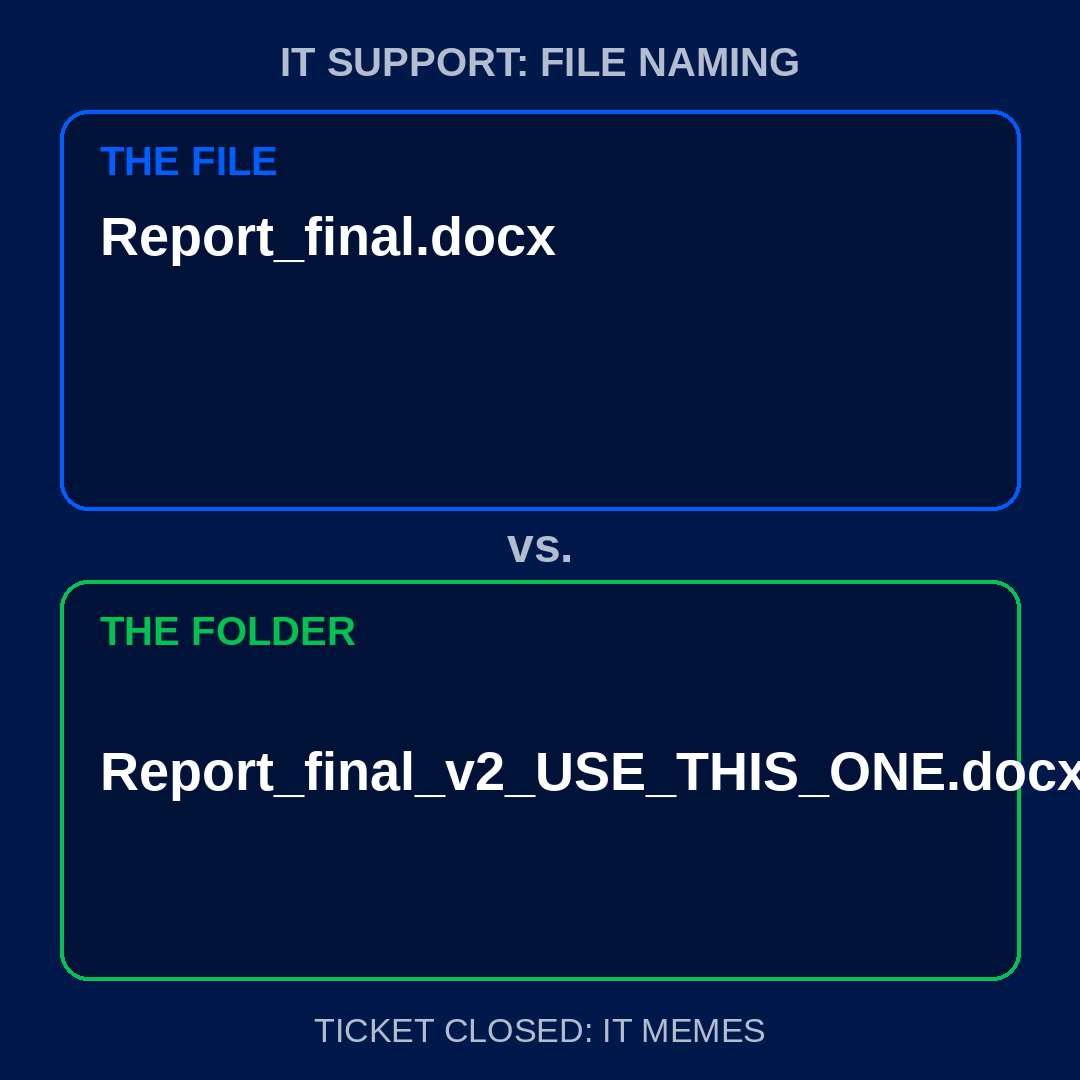 IT SUPPORT: FILE NAMING
THE FILE
Report_final.docx
vs.
THE FOLDER
Report_final_v2_USE_THIS_ONE.docx
TICKET CLOSED: IT MEMES